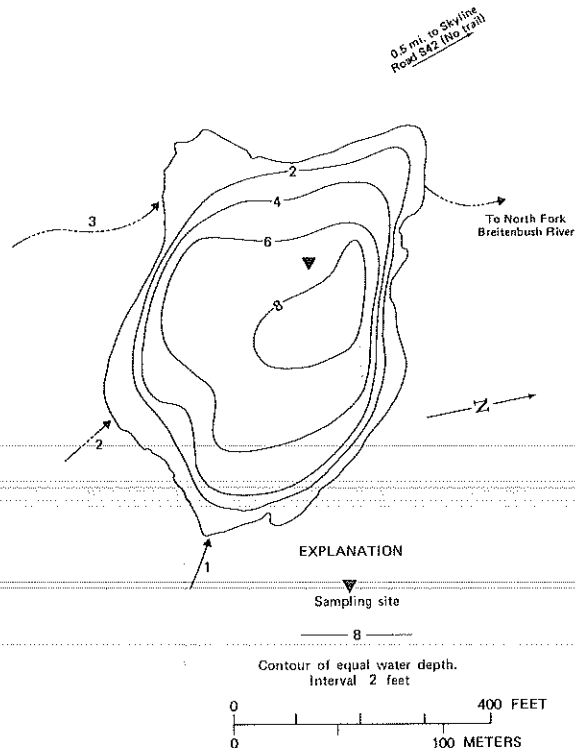 0.5 mi. to Skyline
Road S42 (No trail)
2
4
3
6
To North Fork
Breitenbush River
8
N
2
1
EXPLANATION
Sampling site
8
Contour of equal water depth.
Interval 2 feet
0 400 FEET
0 100 METERS